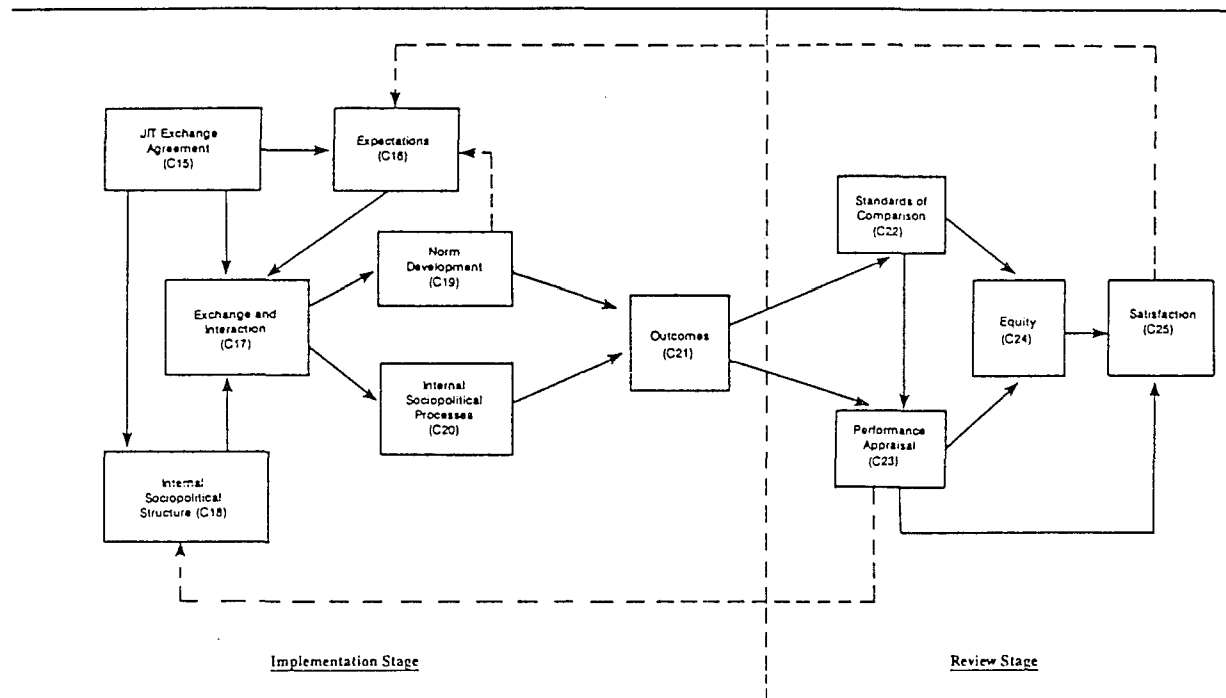 JIT Exchange
Agreement
(C15)
Expectations
(C16)
Exchange and
Interaction
(C17)
Internal
Sociopolitical
Structure (C18)
Norm
Development
(C19)
Internal
Sociopolitical
Processes
(C20)
Outcomes
(C21)
Standards of
Comparison
(C22)
Performance
Appraisal
(C23)
Equity
(C24)
Satisfaction
(C25)
Implementation Stage
Review Stage